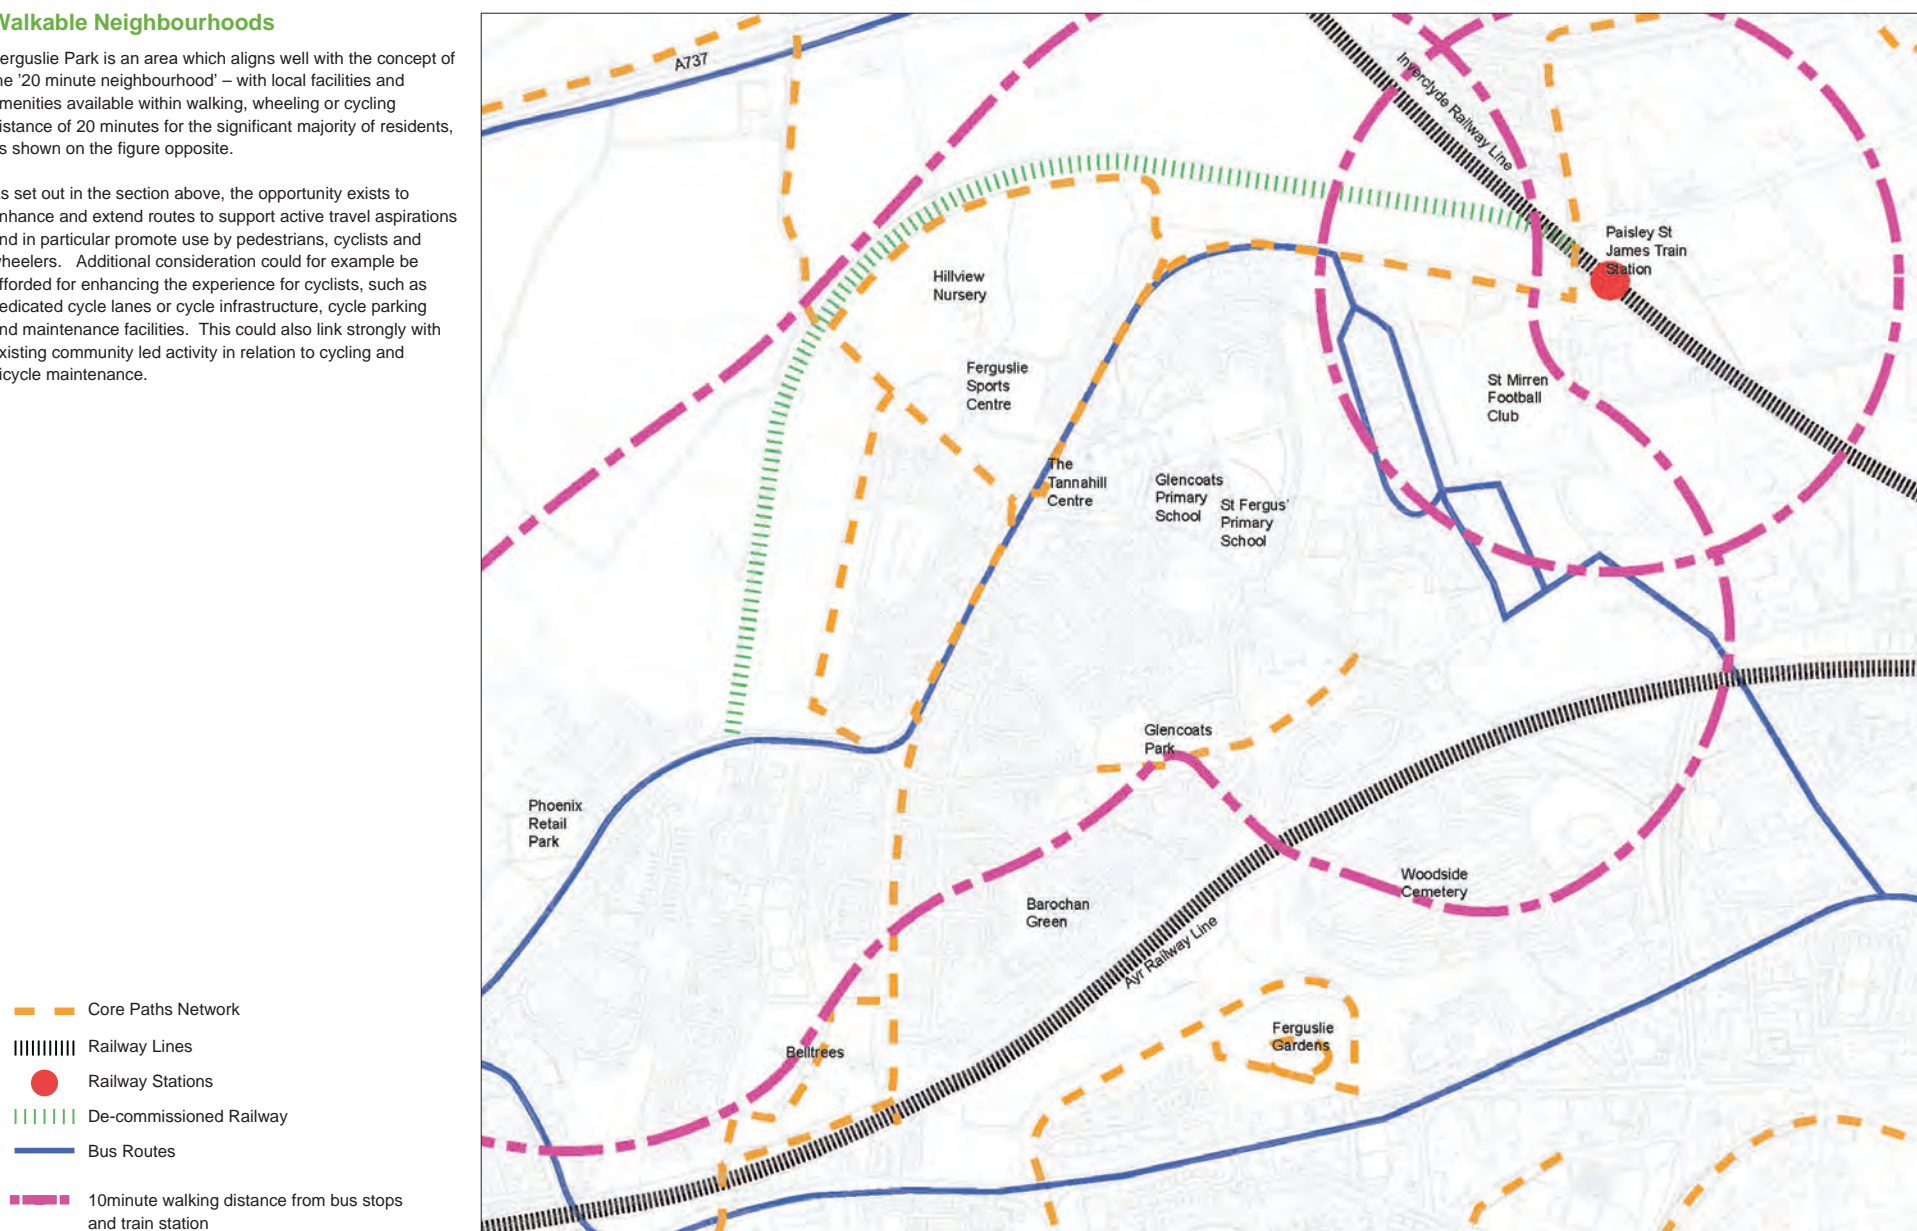 Walkable Neighbourhoods
erguslie Park is an area which aligns well with the concept of
he '20 minute neighbourhood' – with local facilities and
menities available within walking, wheeling or cycling
istance of 20 minutes for the significant majority of residents,
s shown on the figure opposite.
s set out in the section above, the opportunity exists to
nhance and extend routes to support active travel aspirations
nd in particular promote use by pedestrians, cyclists and
heelers.   Additional consideration could for example be
fforded for enhancing the experience for cyclists, such as
edicated cycle lanes or cycle infrastructure, cycle parking
nd maintenance facilities.  This could also link strongly with
xisting community led activity in relation to cycling and
icycle maintenance.
Core Paths Network
Railway Lines
Railway Stations
De-commissioned Railway
Bus Routes
10minute walking distance from bus stops
and train station
A737
Inverclyde Railway Line
Paisley St
James Train
Station
Hillview
Nursery
Ferguslie
Sports
Centre
St Mirren
Football
Club
The
Tannahill
Centre
Glencoats
Primary
School
St Fergus'
Primary
School
Glencoats
Park
Phoenix
Retail
Park
Woodside
Cemetery
Barochan
Green
Ayr Railway Line
Ferguslie
Gardens
Belltrees